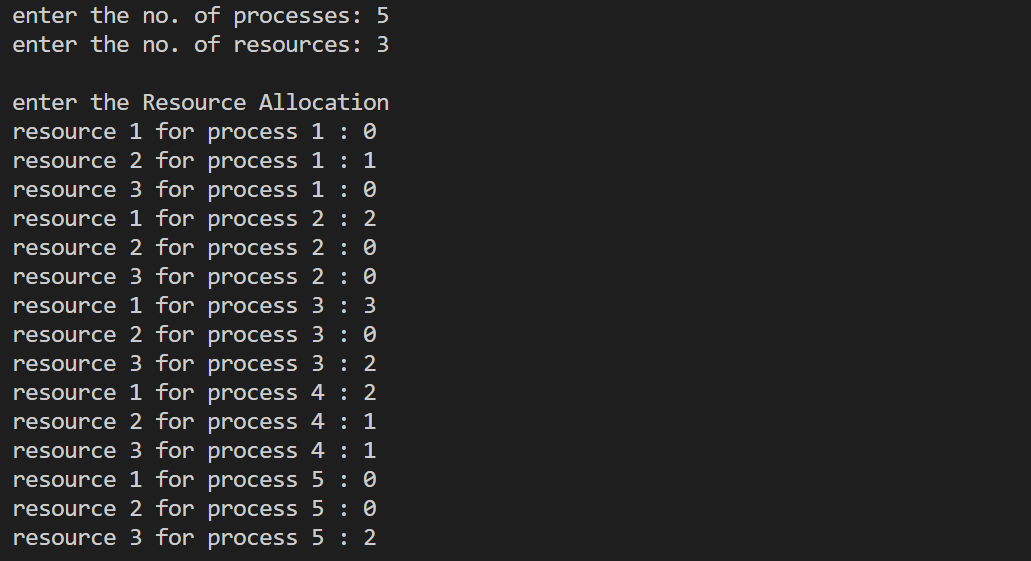 enter the no. of processes: 5
enter the no. of resources: 3
enter the Resource Allocation
resource 1 for process 1 : 0
resource 2 for process 1 : 1
resource 3 for process 1 : 0
resource 1 for process 2 : 2
resource 2 for process 2 : 0
resource 3 for process 2 : 0
resource 1 for process 3 : 3
resource 2 for process 3 : 0
resource 3 for process 3 : 2
resource 1 for process 4 : 2
resource 2 for process 4 : 1
resource 3 for process 4 : 1
resource 1 for process 5 : 0
resource 2 for process 5 : 0
resource 3 for process 5 : 2